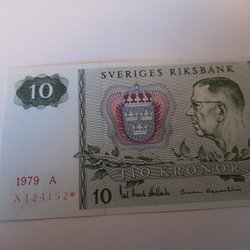 10
SVERIGES RIKSBANK
TIO KRONOR
1979 A
X124152*
10